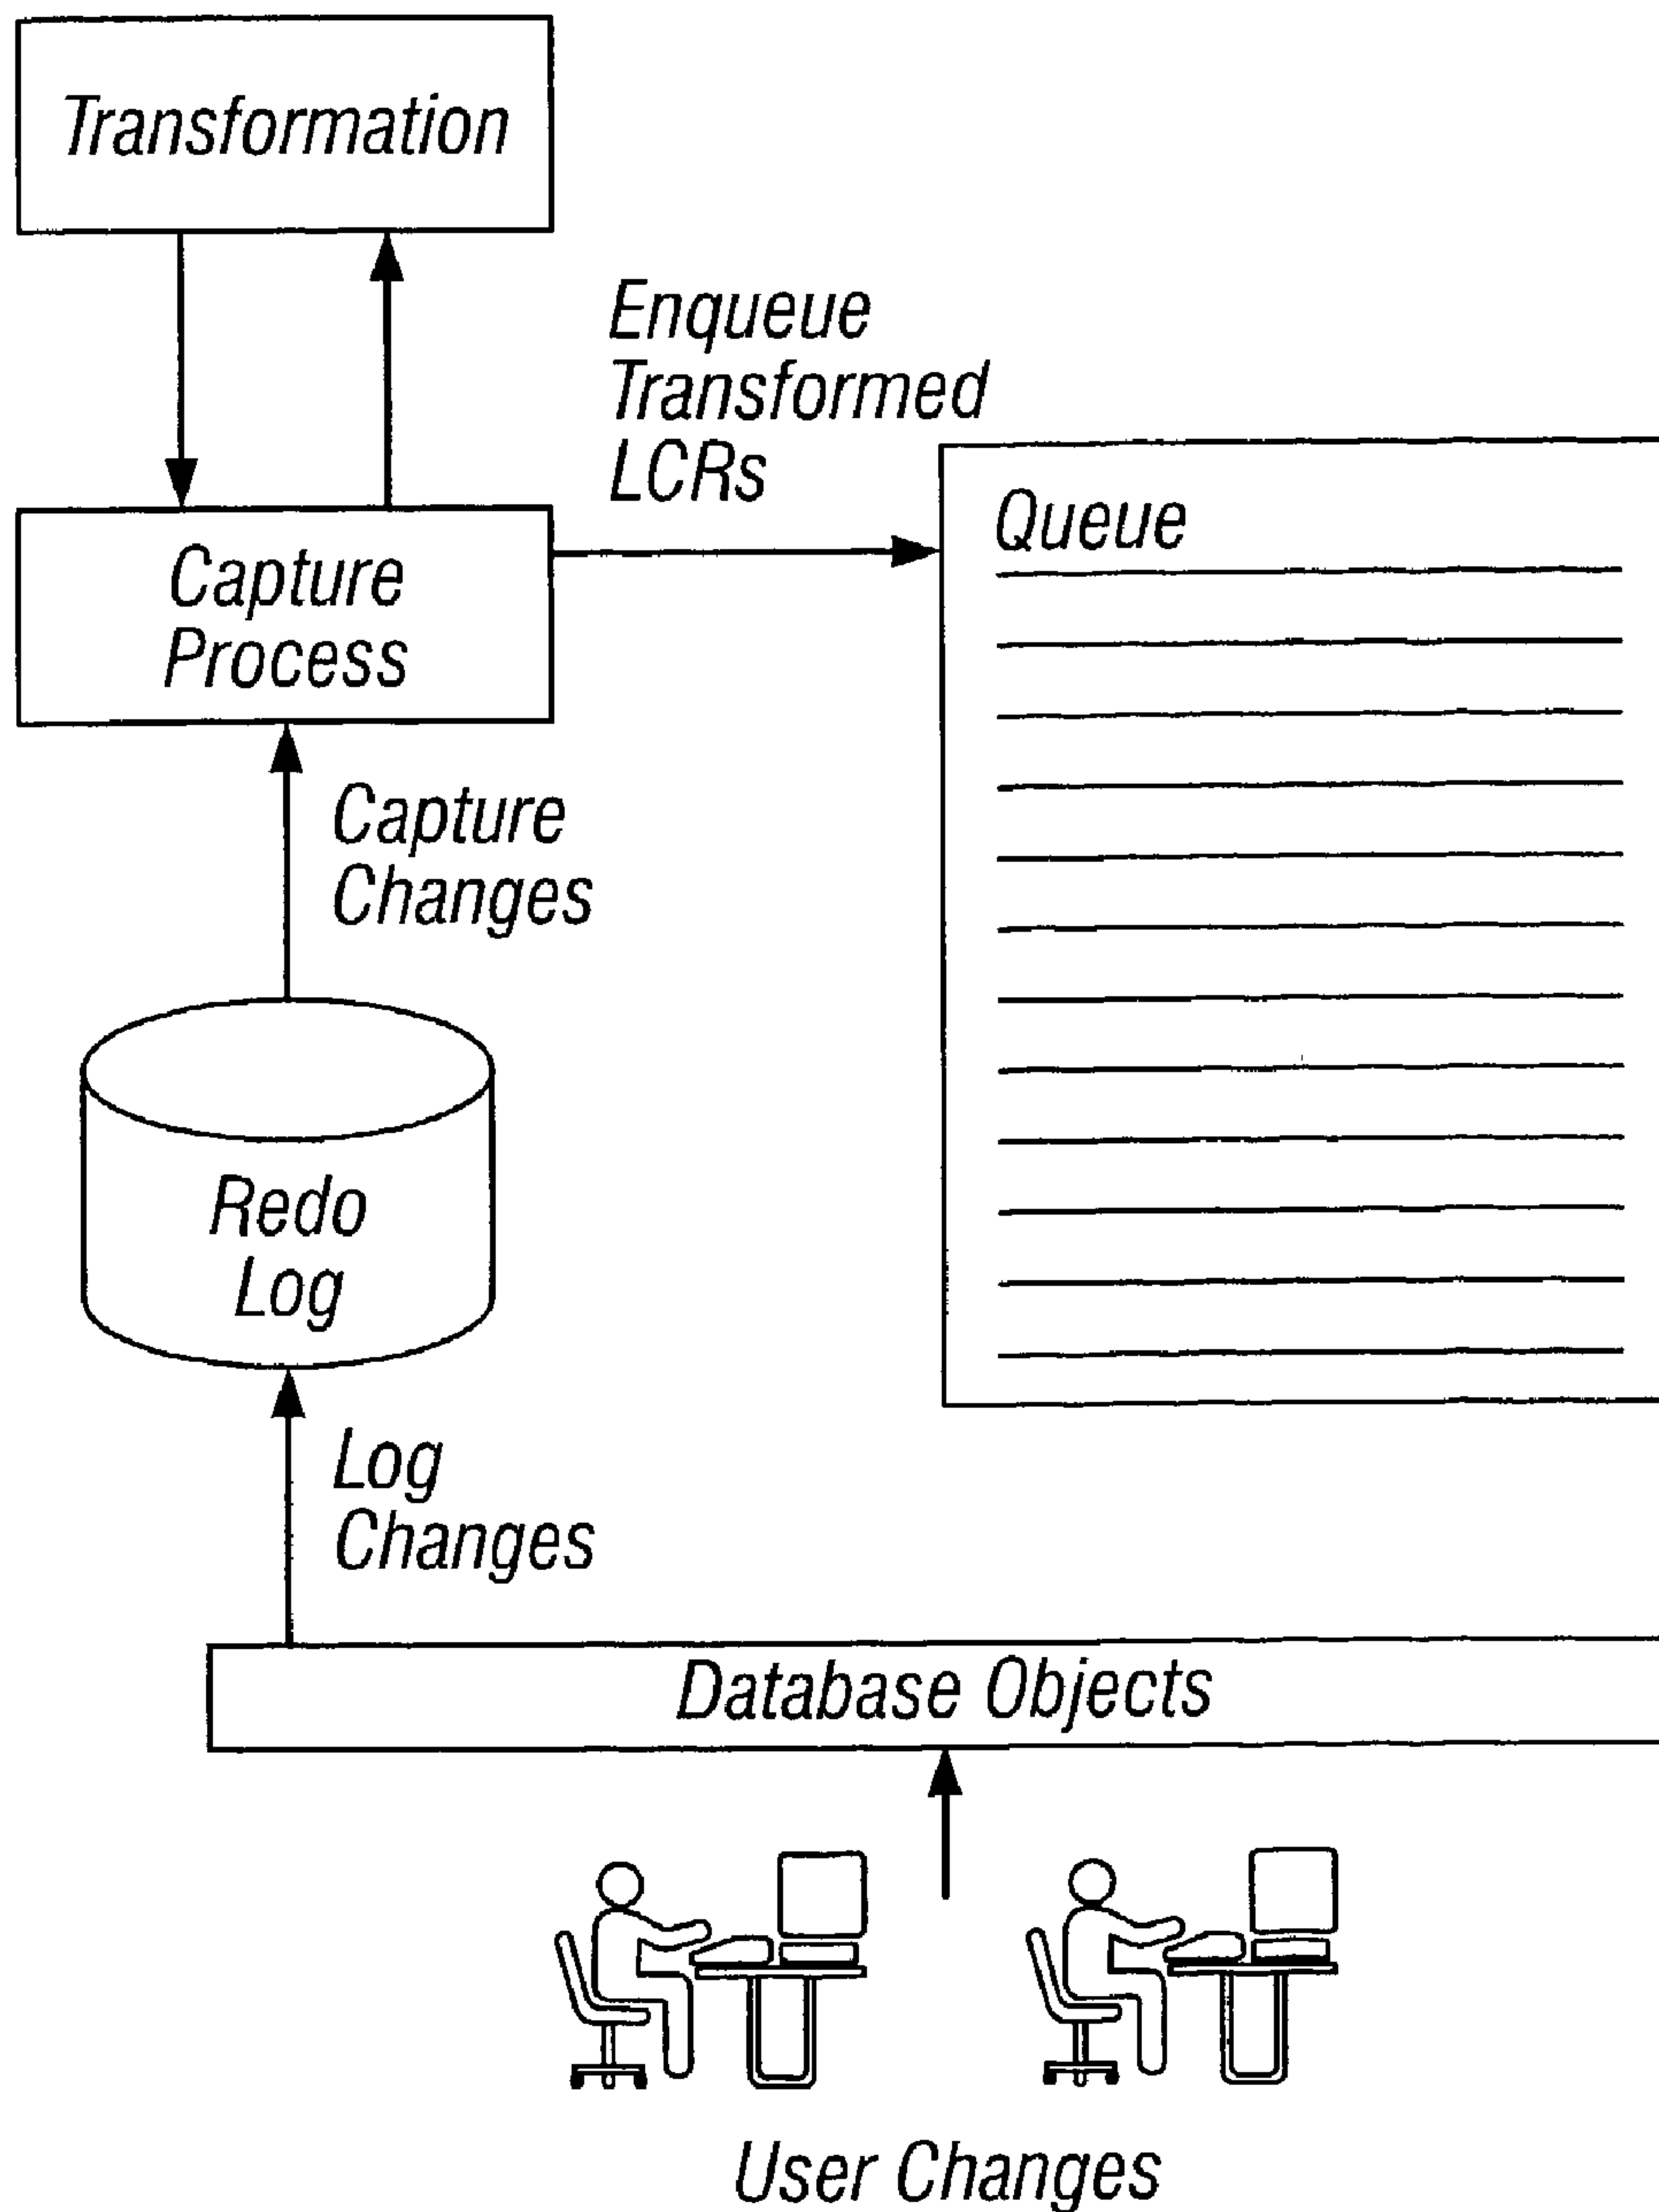 Transformation
Enqueue
Transformed
LCRs
Queue
Capture
Process
Capture
Changes
Redo
Log
Log
Changes
Database Objects
User Changes